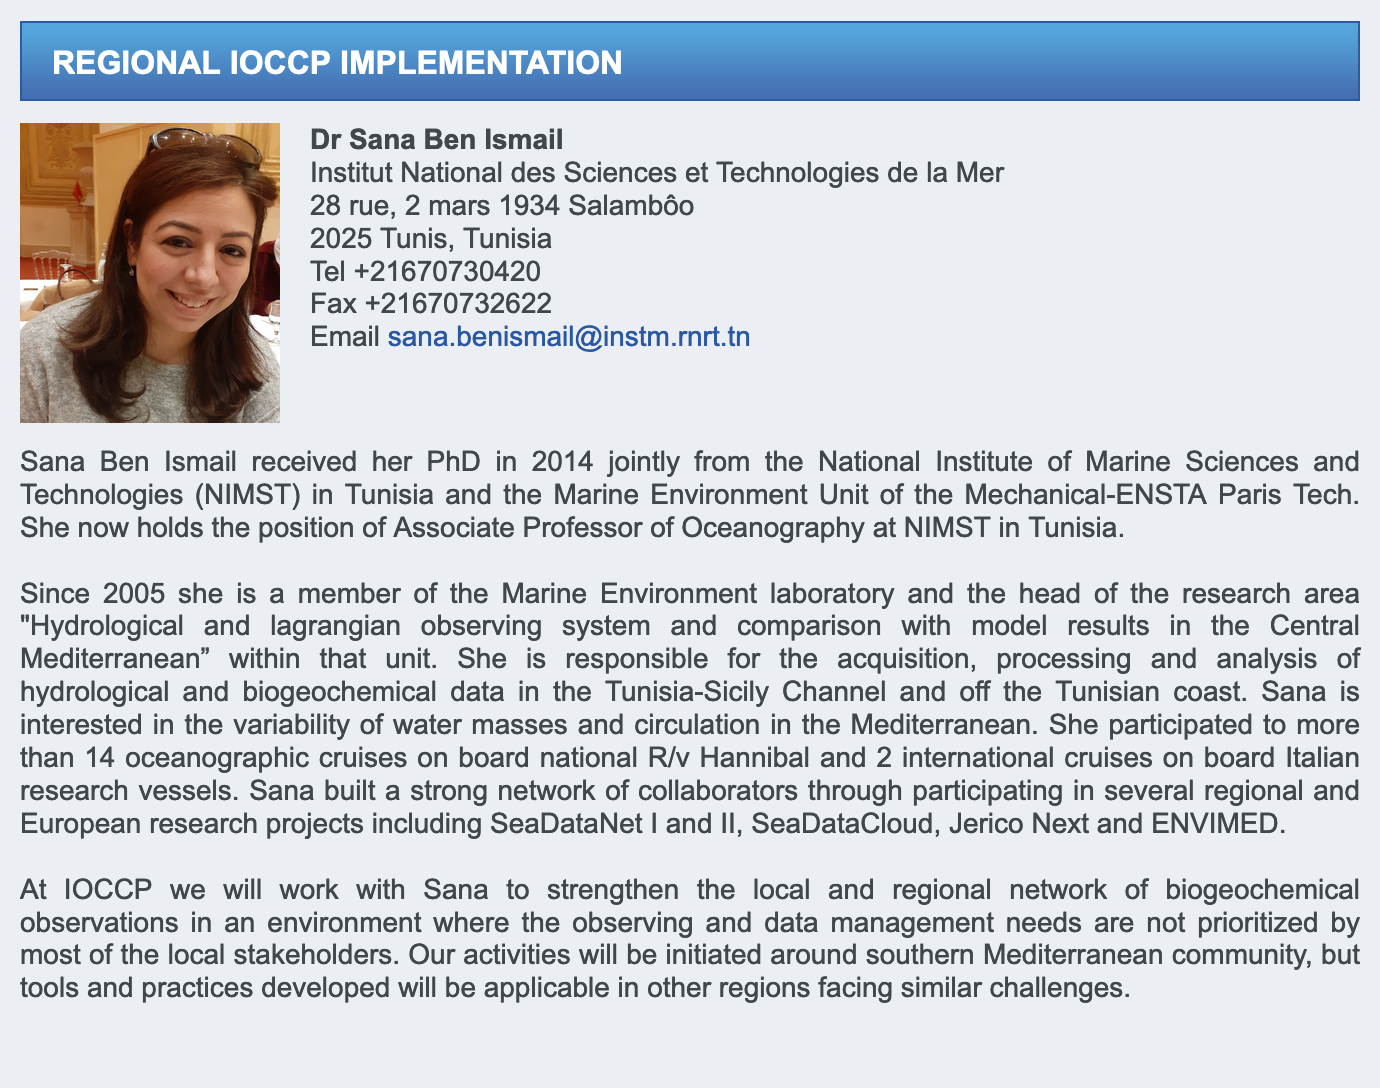 REGIONAL IOCCP IMPLEMENTATION
Dr Sana Ben Ismail
Institut National des Sciences et Technologies de la Mer
28 rue, 2 mars 1934 Salambôo
2025 Tunis, Tunisia
Tel +21670730420
Fax +21670732622
Email sana.benismail@instm.rnrt.tn
Sana Ben Ismail received her PhD in 2014 jointly from the National Institute of Marine Sciences and
Technologies (NIMST) in Tunisia and the Marine Environment Unit of the Mechanical-ENSTA Paris Tech.
She now holds the position of Associate Professor of Oceanography at NIMST in Tunisia.
Since 2005 she is a member of the Marine Environment laboratory and the head of the research area
"Hydrological and lagrangian observing system and comparison with model results in the Central
Mediterranean” within that unit. She is responsible for the acquisition, processing and analysis of
hydrological and biogeochemical data in the Tunisia-Sicily Channel and off the Tunisian coast. Sana is
interested in the variability of water masses and circulation in the Mediterranean. She participated to more
than 14 oceanographic cruises on board national R/v Hannibal and 2 international cruises on board Italian
research vessels. Sana built a strong network of collaborators through participating in several regional and
European research projects including SeaDataNet I and II, SeaDataCloud, Jerico Next and ENVIMED.
At IOCCP we will work with Sana to strengthen the local and regional network of biogeochemical
observations in an environment where the observing and data management needs are not prioritized by
most of the local stakeholders. Our activities will be initiated around southern Mediterranean community, but
tools and practices developed will be applicable in other regions facing similar challenges.